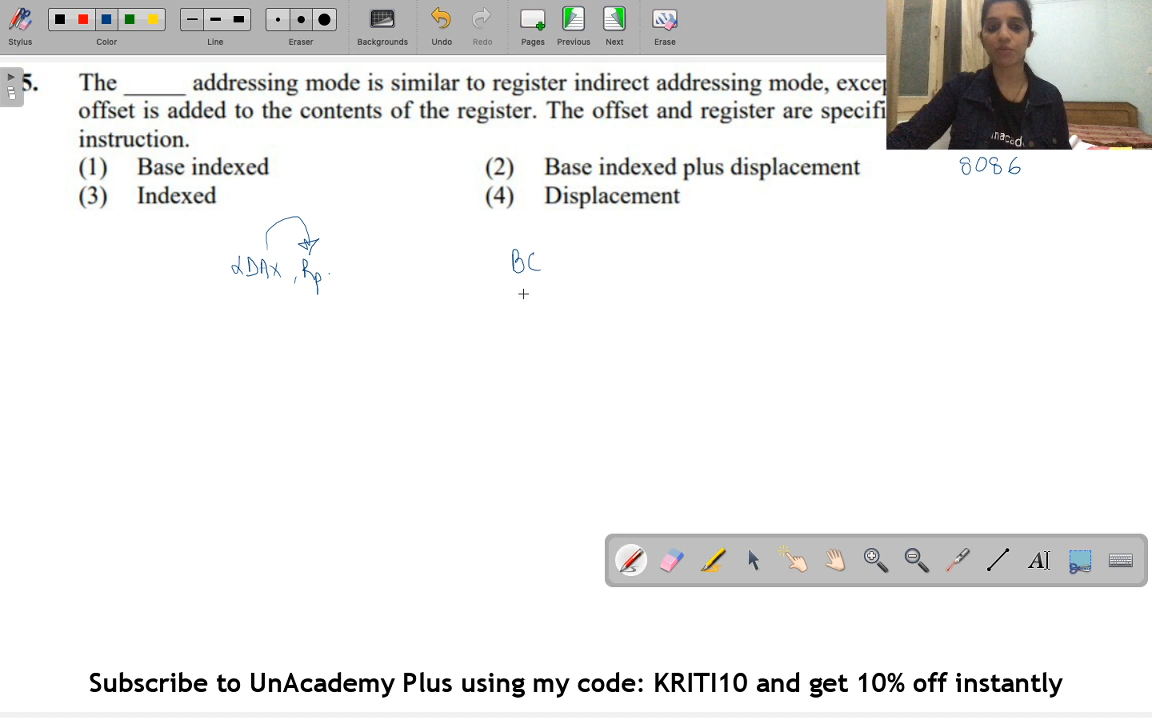 Stylus Color Line Eraser Backgrounds Undo Redo Pages Previous Next Erase
5. The _____ addressing mode is similar to register indirect addressing mode,
offset is added to the contents of the register. The offset and register are
instruction.
(1) Base indexed (2) Base indexed plus displacement
(3) Indexed (4) Displacement
8086
LDAX , Rp.
BC
Subscribe to UnAcademy Plus using my code: KRITI10 and get 10% off instantly